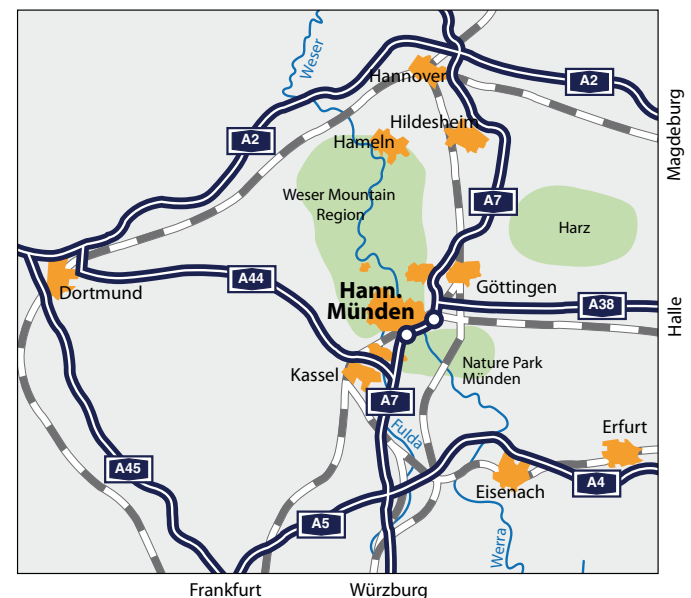 Weser
Hannover
A2
Magdeburg
A2
Hildesheim
Hameln
Weser Mountain
Region
A7
Harz
A44
Hann.
Münden
Göttingen
A38
Halle
Dortmund
Nature Park
Münden
Kassel
A7
Fulda
Erfurt
A45
A4
Eisenach
A5
Werra
Frankfurt
Würzburg